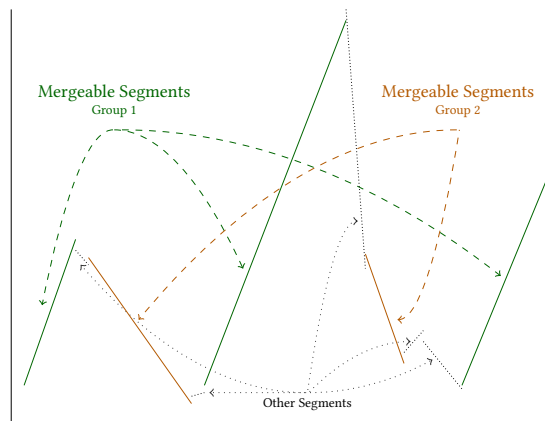 Mergeable Segments
Group 1
Mergeable Segments
Group 2
Other Segments